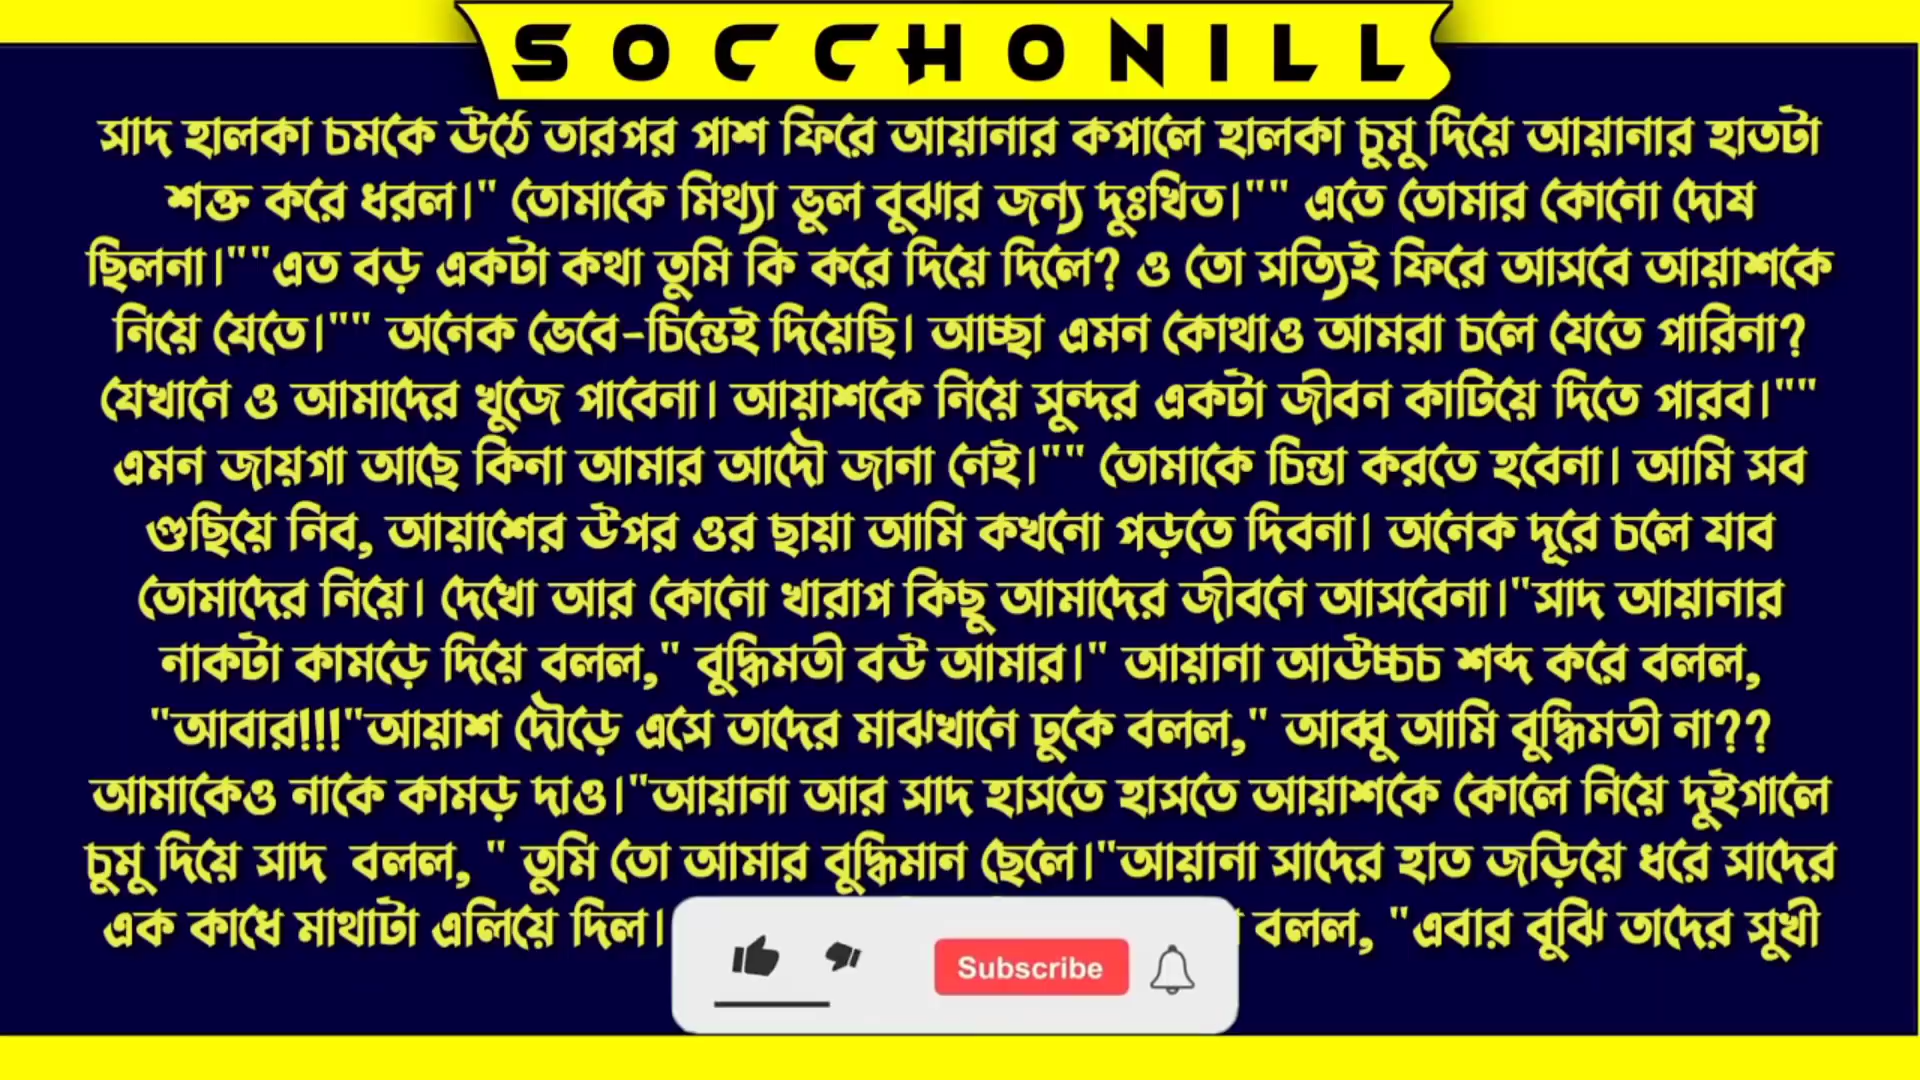 SOCCHONILL
সাদ হালকা চমকে উঠে তারপর পাশ ফিরে আয়ানার কপালে হালকা চুমু দিয়ে আয়ানার হাতটা
শক্ত করে ধরল।" তোমাকে মিথ্যা ভুল বুঝার জন্য দুঃখিত।"" এতে তোমার কোনো দোষ
ছিলনা।""এত বড় একটা কথা তুমি কি করে দিয়ে দিলে? ও তো সত্যিই ফিরে আসবে আয়াশকে
নিয়ে যেতে।"" অনেক ভেবে-চিন্তেই দিয়েছি। আচ্ছা এমন কোথাও আমরা চলে যেতে পারিনা?
যেখানে ও আমাদের খুজে পাবেনা। আয়াশকে নিয়ে সুন্দর একটা জীবন কাটিয়ে দিতে পারব।""
এমন জায়গা আছে কিনা আমার আদৌ জানা নেই।"" তোমাকে চিন্তা করতে হবেনা। আমি সব
গুছিয়ে নিব, আয়াশের উপর ওর ছায়া আমি কখনো পড়তে দিবনা। অনেক দূরে চলে যাব
তোমাদের নিয়ে। দেখো আর কোনো খারাপ কিছু আমাদের জীবনে আসবেনা।"সাদ আয়ানার
নাকটা কামড়ে দিয়ে বলল," বুদ্ধিমতী বউ আমার।" আয়ানা আউচ্চচ শব্দ করে বলল,
"আবার!!!"আয়াশ দৌড়ে এসে তাদের মাঝখানে ঢুকে বলল," আব্বু আমি বুদ্ধিমতী না??
আমাকেও নাকে কামড় দাও।"আয়ানা আর সাদ হাসতে হাসতে আয়াশকে কোলে নিয়ে দুইগালে
চুমু দিয়ে সাদ বলল, " তুমি তো আমার বুদ্ধিমান ছেলে।"আয়ানা সাদের হাত জড়িয়ে ধরে সাদের
এক কাধে মাথাটা এলিয়ে দিল। বলল, "এবার বুঝি তাদের সুখী
Subscribe